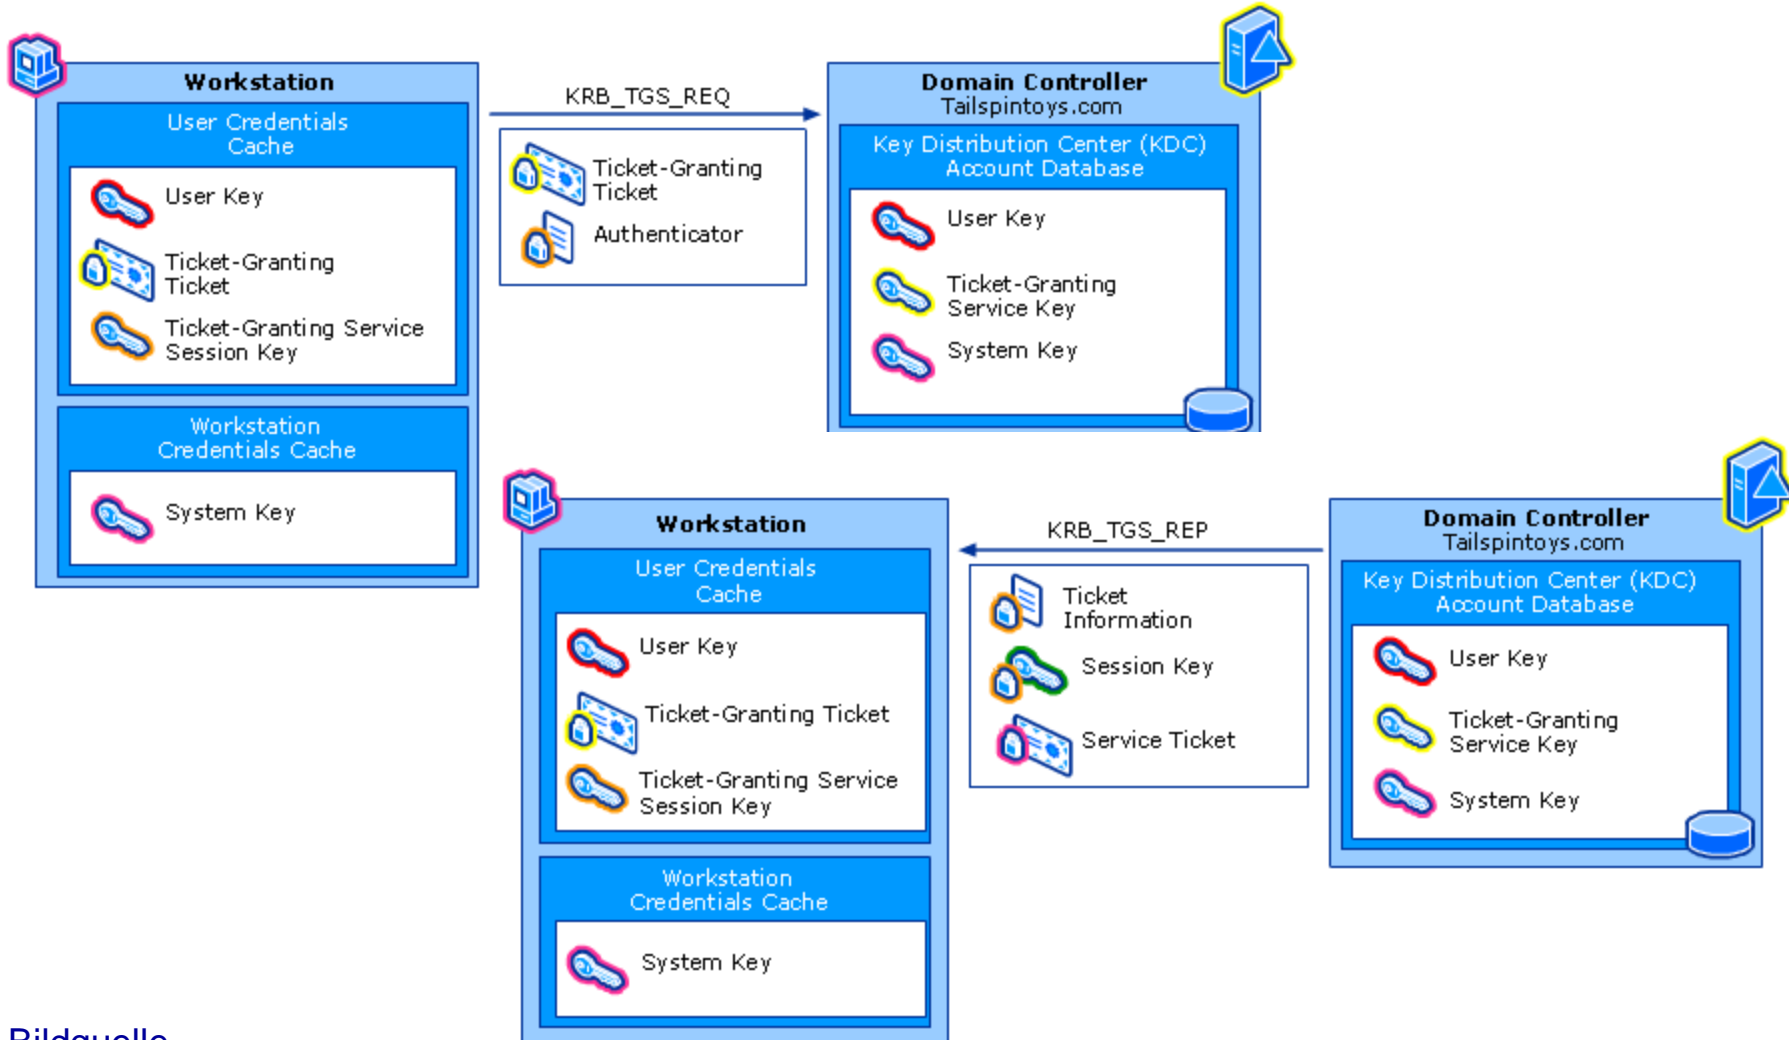 Workstation
User Credentials
Cache
User Key
Ticket-Granting
Ticket
Ticket-Granting Service
Session Key
Workstation
Credentials Cache
System Key
KRB_TGS_REQ
Ticket-Granting
Ticket
Authenticator
Domain Controller
Tailspintoys.com
Key Distribution Center (KDC)
Account Database
User Key
Ticket-Granting
Service Key
System Key
Workstation
User Credentials
Cache
User Key
Ticket-Granting Ticket
Ticket-Granting Service
Session Key
Workstation
Credentials Cache
System Key
KRB_TGS_REP
Ticket
Information
Session Key
Service Ticket
Domain Controller
Tailspintoys.com
Key Distribution Center (KDC)
Account Database
User Key
Ticket-Granting
Service Key
System Key
Bildquelle